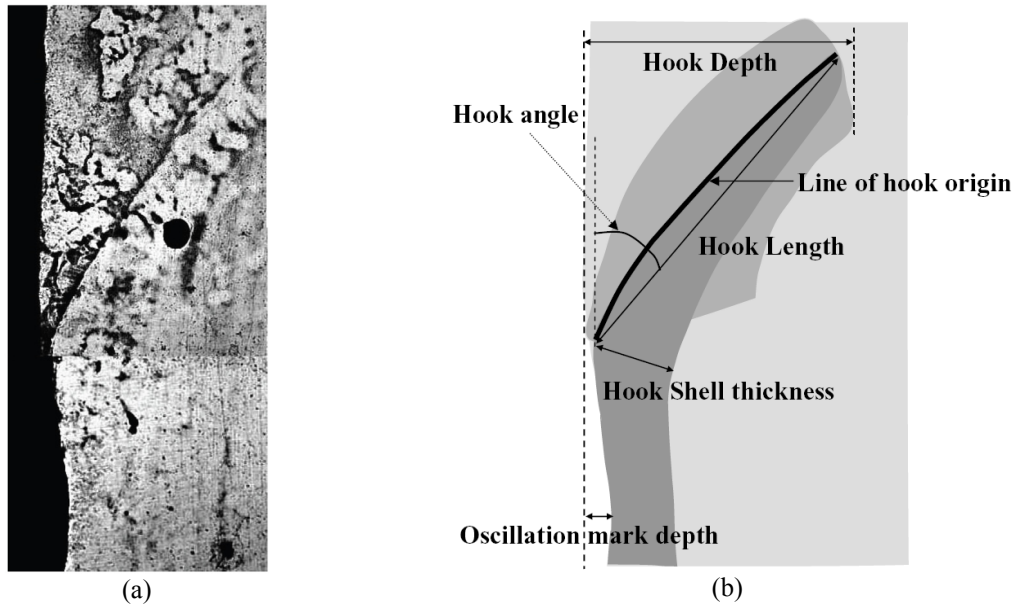 Hook Depth
Hook angle
Line of hook origin
Hook Length
Hook Shell thickness
Oscillation mark depth
(a)
(b)